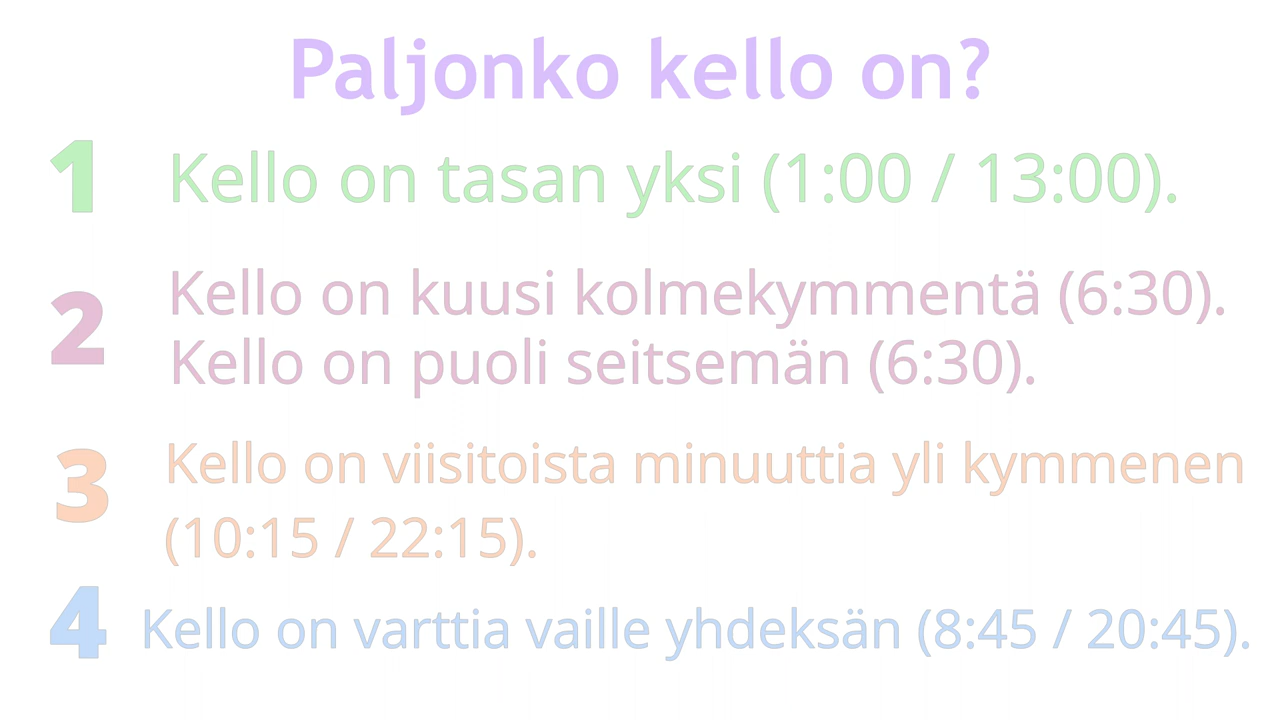 Paljonko kello on?
1 Kello on tasan yksi (1:00 / 13:00).
2 Kello on kuusi kolmekymmentä (6:30).
Kello on puoli seitsemän (6:30).
3 Kello on viisitoista minuuttia yli kymmenen
(10:15 / 22:15).
4 Kello on varttia vaille yhdeksän (8:45 / 20:45).